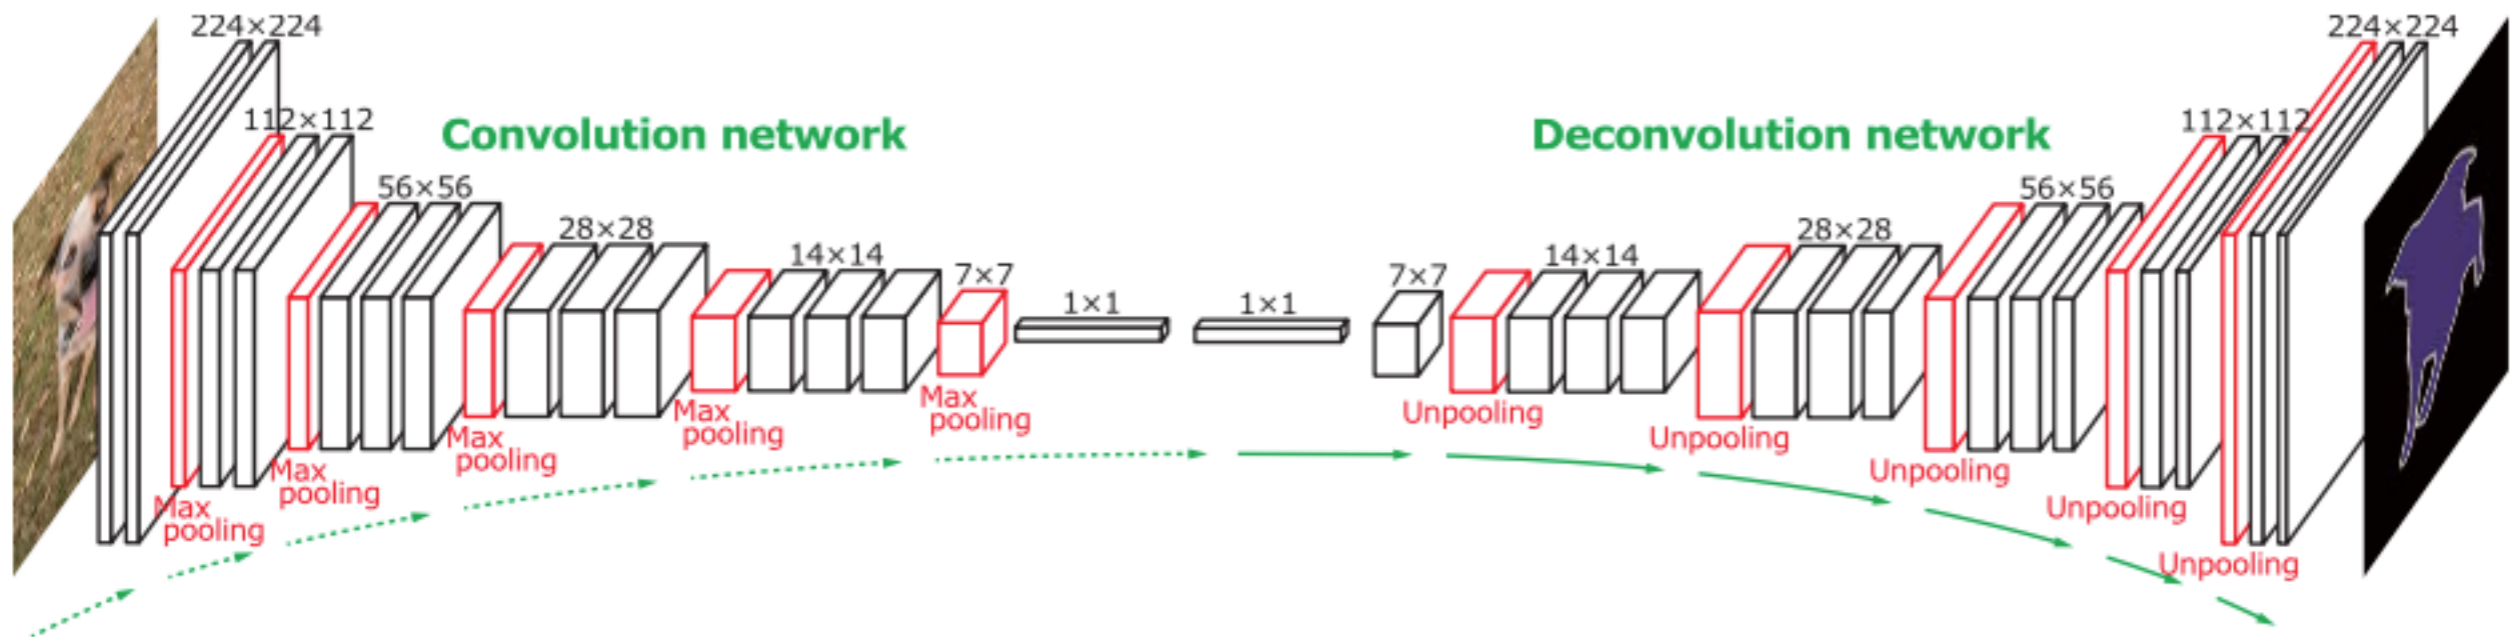 224×224
112×112
56×56
28×28
14×14
7×7
1×1
1×1
7×7
14×14
28×28
56×56
112×112
224×224
Convolution network
Deconvolution network
Max
pooling
Max
pooling
Max
pooling
Max
pooling
Max
pooling
Unpooling
Unpooling
Unpooling
Unpooling
Unpooling